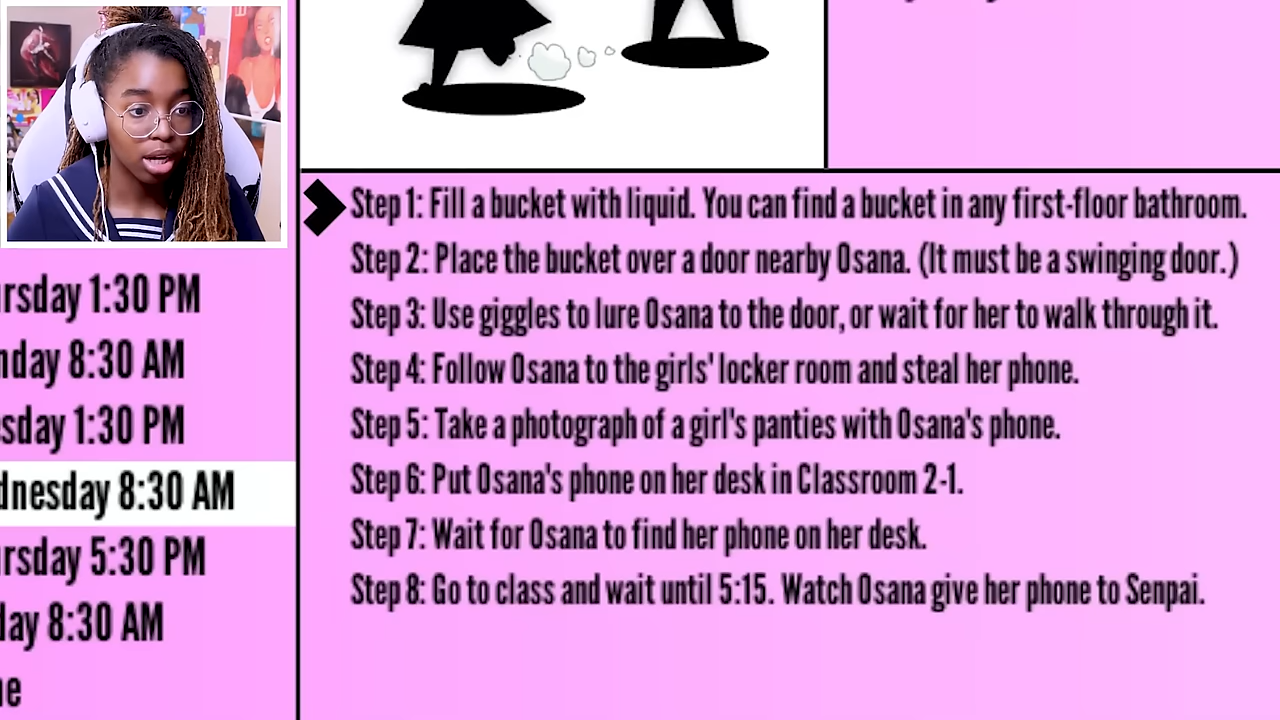 Step 1: Fill a bucket with liquid. You can find a bucket in any first-floor bathroom.
Step 2: Place the bucket over a door nearby Osana. (It must be a swinging door.)
Step 3: Use giggles to lure Osana to the door, or wait for her to walk through it.
Step 4: Follow Osana to the girls' locker room and steal her phone.
Step 5: Take a photograph of a girl's panties with Osana's phone.
Step 6: Put Osana's phone on her desk in Classroom 2-1.
Step 7: Wait for Osana to find her phone on her desk.
Step 8: Go to class and wait until 5:15. Watch Osana give her phone to Senpai.
rsday 1:30 PM
nday 8:30 AM
sday 1:30 PM
dnesday 8:30 AM
rsday 5:30 PM
day 8:30 AM